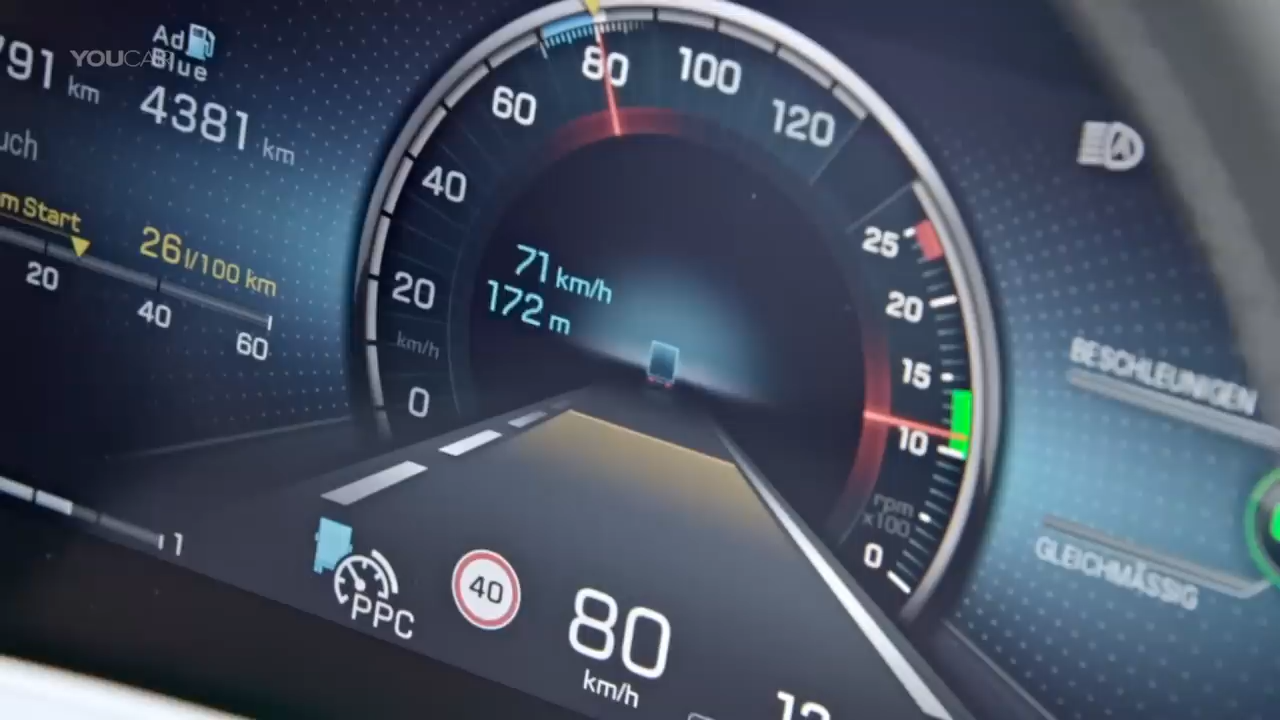 YOUCAR
Ad
Blue
791 km
4381 km
uch
m Start
26 l/100 km
20
40
60
1
0
20
40
60
80
100
120
km/h
71 km/h
172 m
25
20
15
10
0
rpm
x100
BESCHLEUNIGEN
GLEICHMÄSSIG
PPC
40
80
km/h
12